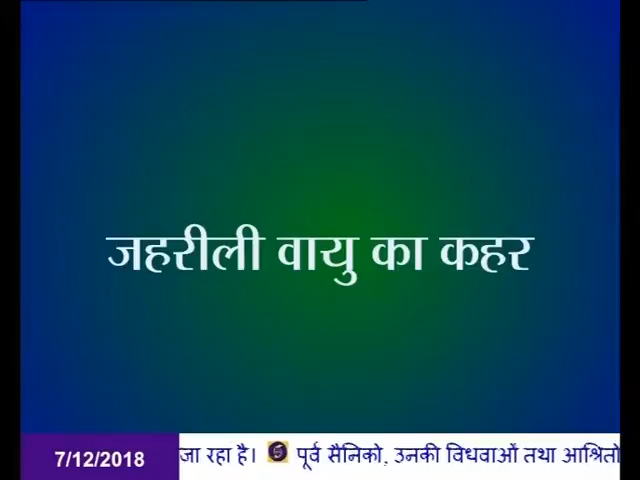 जहरीली वायु का कहर
7/12/2018
जा रहा है। पूर्व सैनिको, उनकी विधवाओं तथा आश्रितो